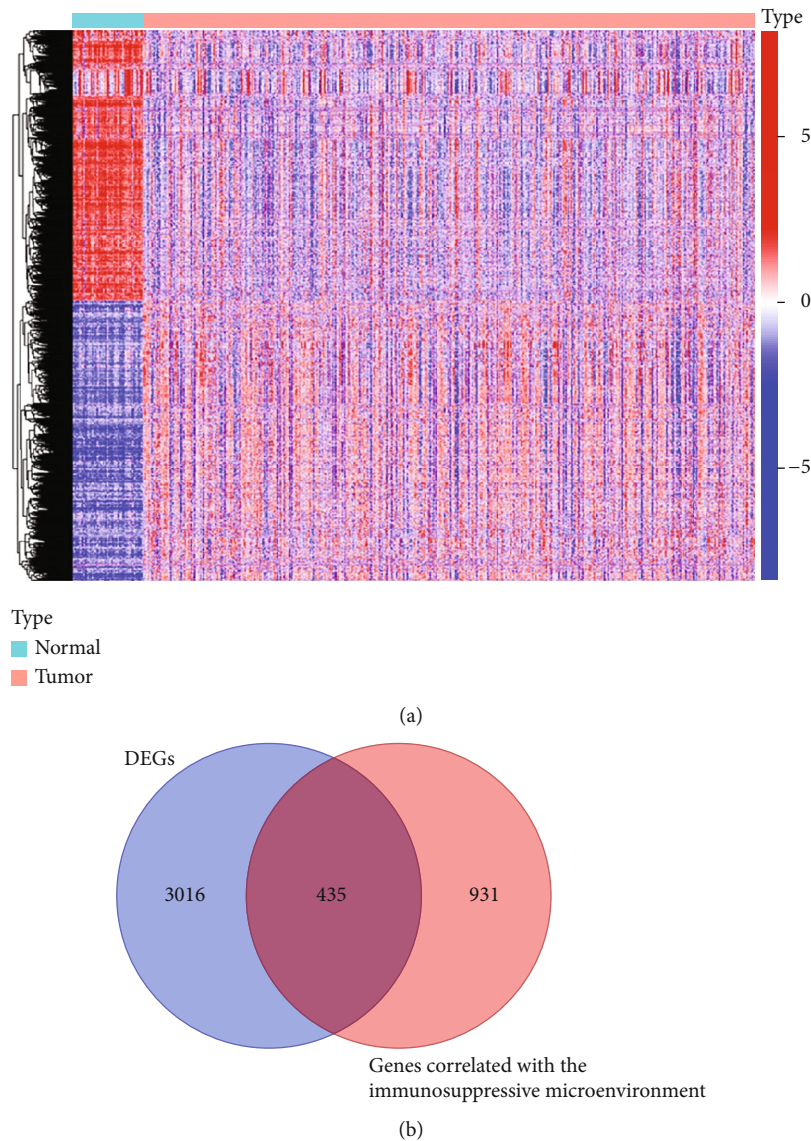 Type
5
0
−5
Type
Normal
Tumor
(a)
DEGs
3016
435
931
Genes correlated with the
immunosuppressive microenvironment
(b)